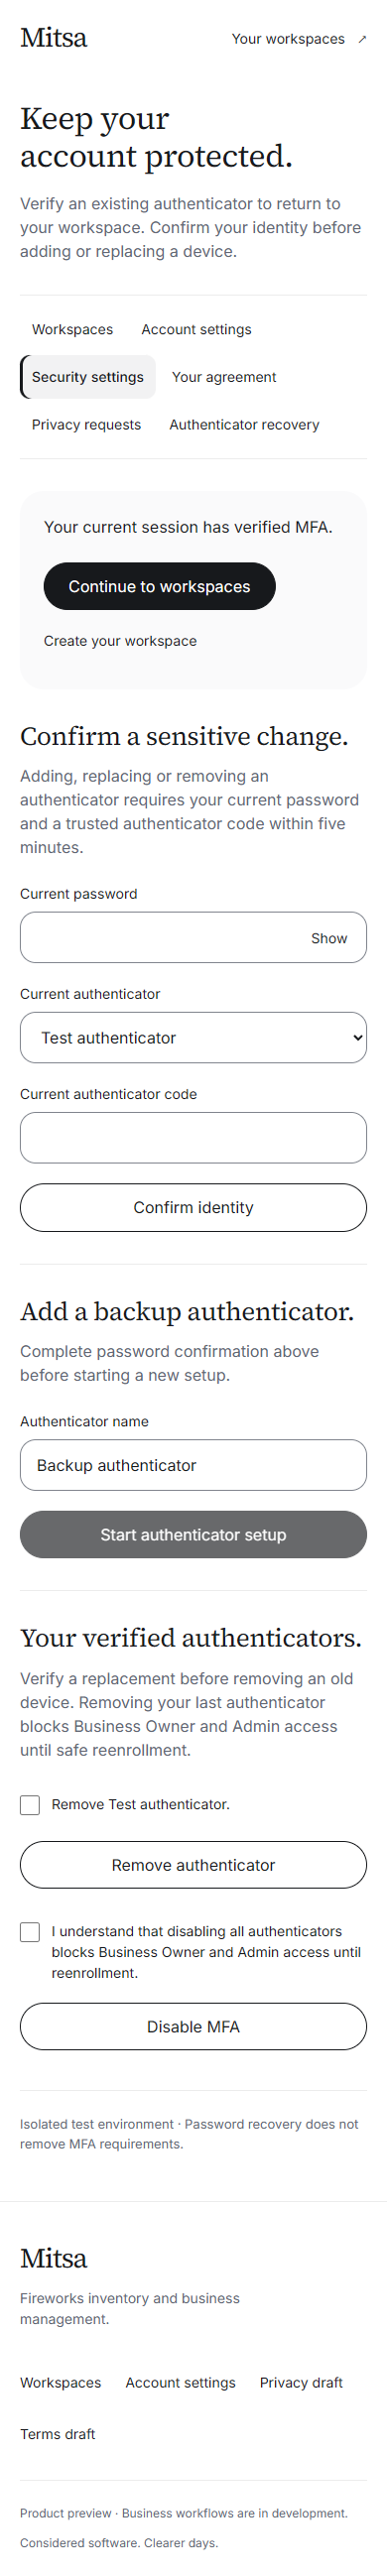 Mitsa
Your workspaces ↗
Keep your
account protected.
Verify an existing authenticator to return to
your workspace. Confirm your identity before
adding or replacing a device.
Workspaces
Account settings
Security settings
Your agreement
Privacy requests
Authenticator recovery
Your current session has verified MFA.
Continue to workspaces
Create your workspace
Confirm a sensitive change.
Adding, replacing or removing an
authenticator requires your current password
and a trusted authenticator code within five
minutes.
Current password
Show
Current authenticator
Test authenticator
Current authenticator code
Confirm identity
Add a backup authenticator.
Complete password confirmation above
before starting a new setup.
Authenticator name
Backup authenticator
Start authenticator setup
Your verified authenticators.
Verify a replacement before removing an old
device. Removing your last authenticator
blocks Business Owner and Admin access
until safe reenrollment.
Remove Test authenticator.
Remove authenticator
I understand that disabling all authenticators
blocks Business Owner and Admin access until
reenrollment.
Disable MFA
Isolated test environment · Password recovery does not
remove MFA requirements.
Mitsa
Fireworks inventory and business
management.
Workspaces
Account settings
Privacy draft
Terms draft
Product preview · Business workflows are in development.
Considered software. Clearer days.